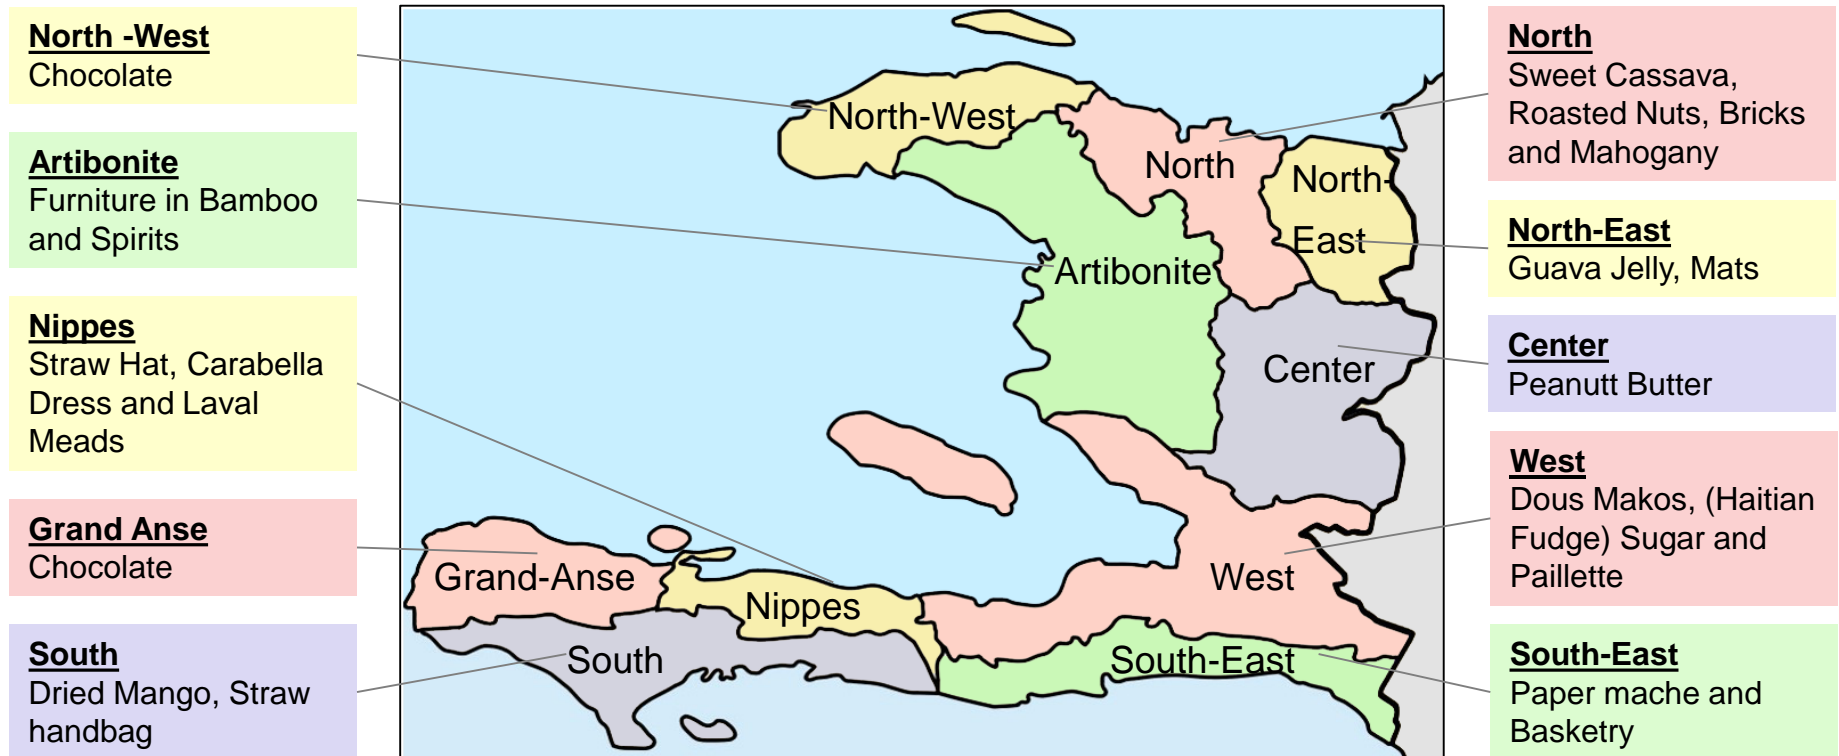 North -West
Chocolate
Artibonite
Furniture in Bamboo
and Spirits
Nippes
Straw Hat, Carabella
Dress and Laval
Meads
Grand Anse
Chocolate
South
Dried Mango, Straw
handbag
North-West
North
North-
East
Artibonite
Center
Grand-Anse
Nippes
West
South
South-East
North
Sweet Cassava,
Roasted Nuts, Bricks
and Mahogany
North-East
Guava Jelly, Mats
Center
Peanutt Butter
West
Dous Makos, (Haitian
Fudge) Sugar and
Paillette
South-East
Paper mache and
Basketry